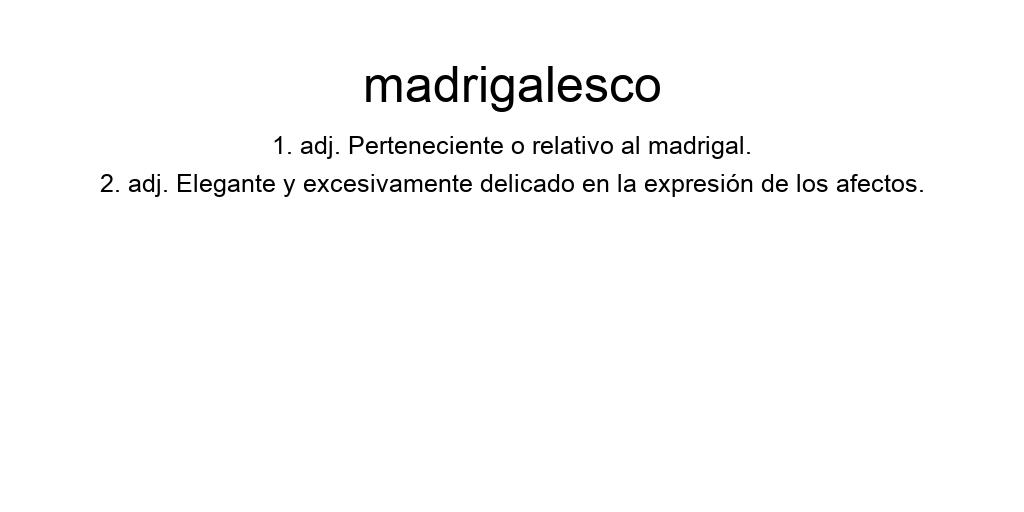 madrigalesco
1. adj. Perteneciente o relativo al madrigal.
2. adj. Elegante y excesivamente delicado en la expresión de los afectos.